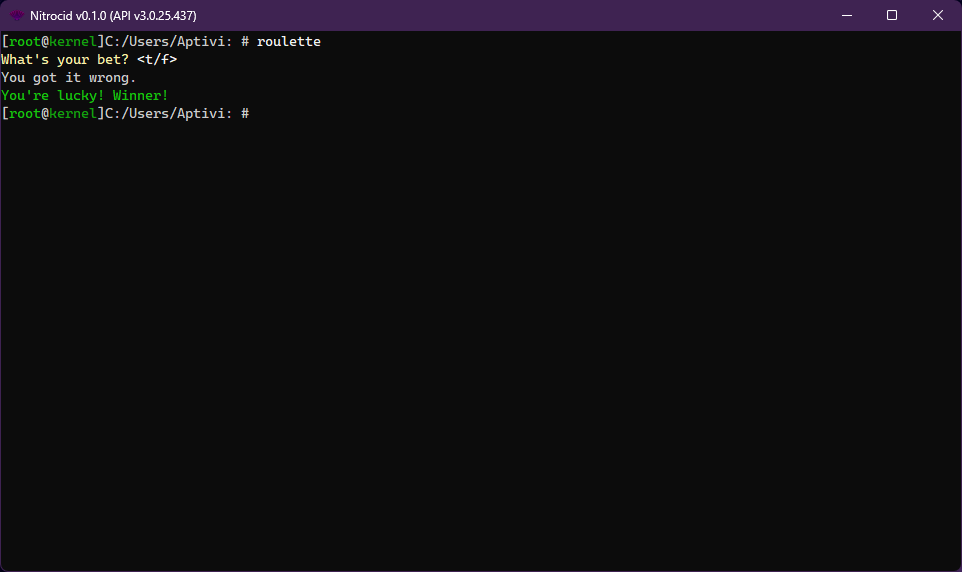 Nitrocid v0.1.0 (API v3.0.25.437)
[root@kernel]C:/Users/Aptivi: # roulette
What's your bet? <t/f>
You got it wrong.
You're lucky! Winner!
[root@kernel]C:/Users/Aptivi: #